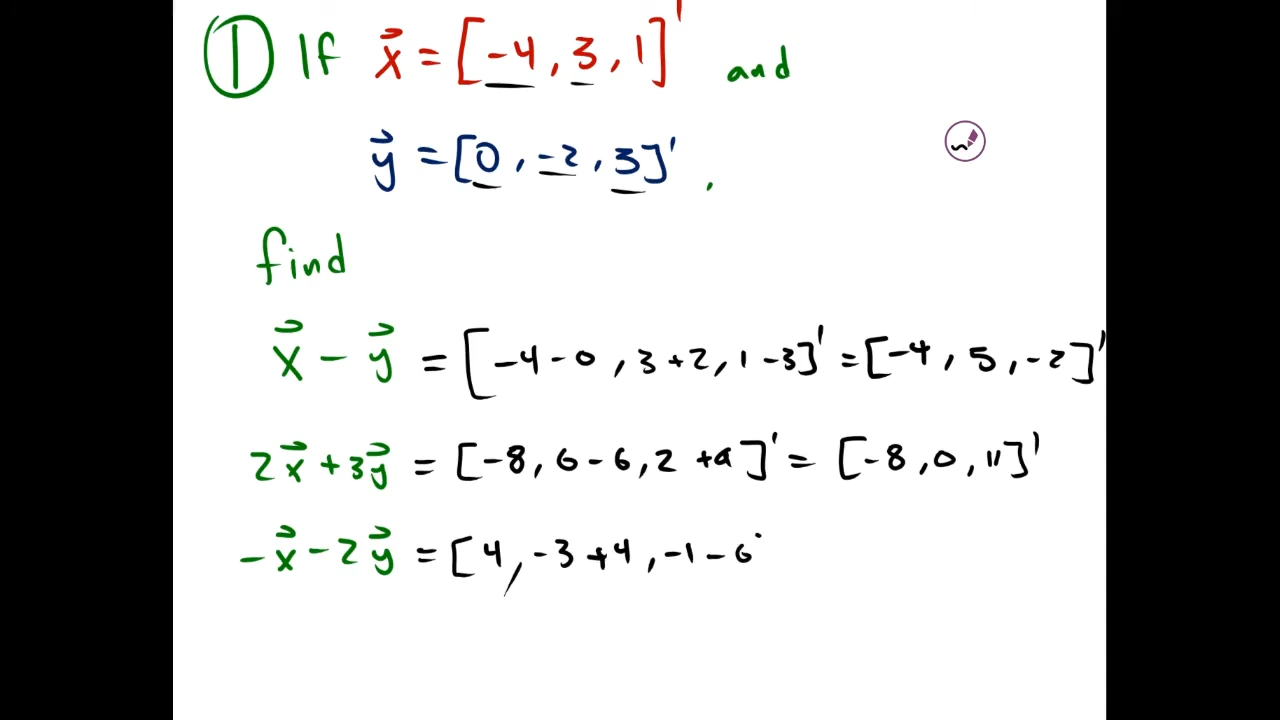 ① If x⃗ = [-4, 3, 1]' and
y⃗ = [0, -2, 3]'.
find
x⃗ - y⃗ = [-4-0, 3+2, 1-3]' = [-4, 5, -2]'
2x⃗ + 3y⃗ = [-8, 6-6, 2+9]' = [-8, 0, 11]'
-x⃗ - 2y⃗ = [4, -3+4, -1-6